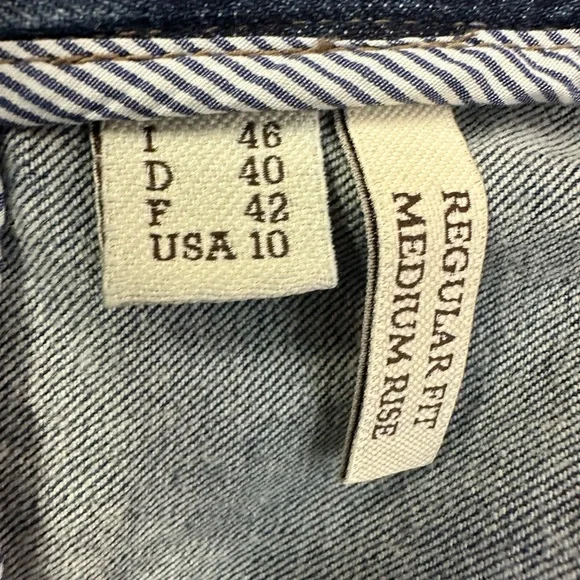 I 46
D 40
F 42
USA 10
REGULAR FIT
MEDIUM RISE